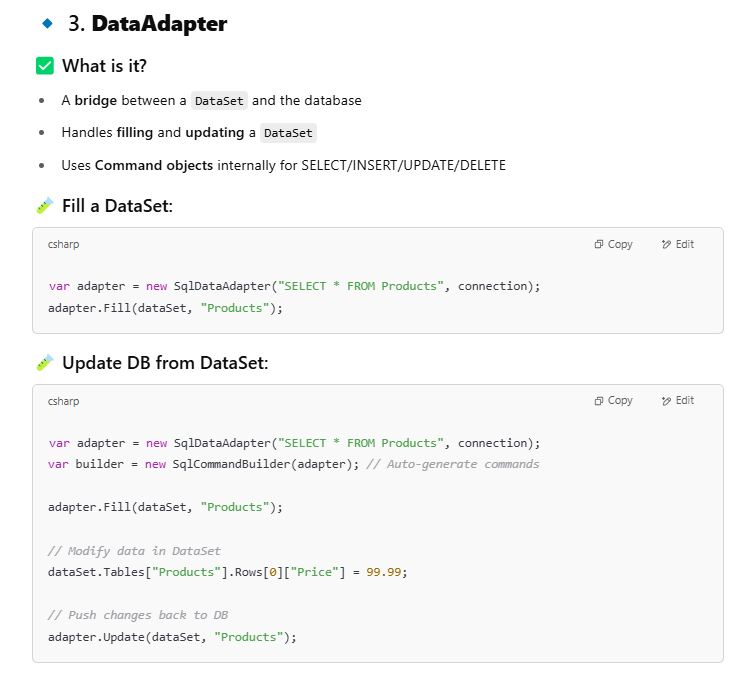 3. DataAdapter
What is it?
A bridge between a DataSet and the database
Handles filling and updating a DataSet
Uses Command objects internally for SELECT/INSERT/UPDATE/DELETE
Fill a DataSet:
csharp Copy Edit
var adapter = new SqlDataAdapter("SELECT * FROM Products", connection);
adapter.Fill(dataSet, "Products");
Update DB from DataSet:
csharp Copy Edit
var adapter = new SqlDataAdapter("SELECT * FROM Products", connection);
var builder = new SqlCommandBuilder(adapter); // Auto-generate commands
adapter.Fill(dataSet, "Products");
// Modify data in DataSet
dataSet.Tables["Products"].Rows[0]["Price"] = 99.99;
// Push changes back to DB
adapter.Update(dataSet, "Products");